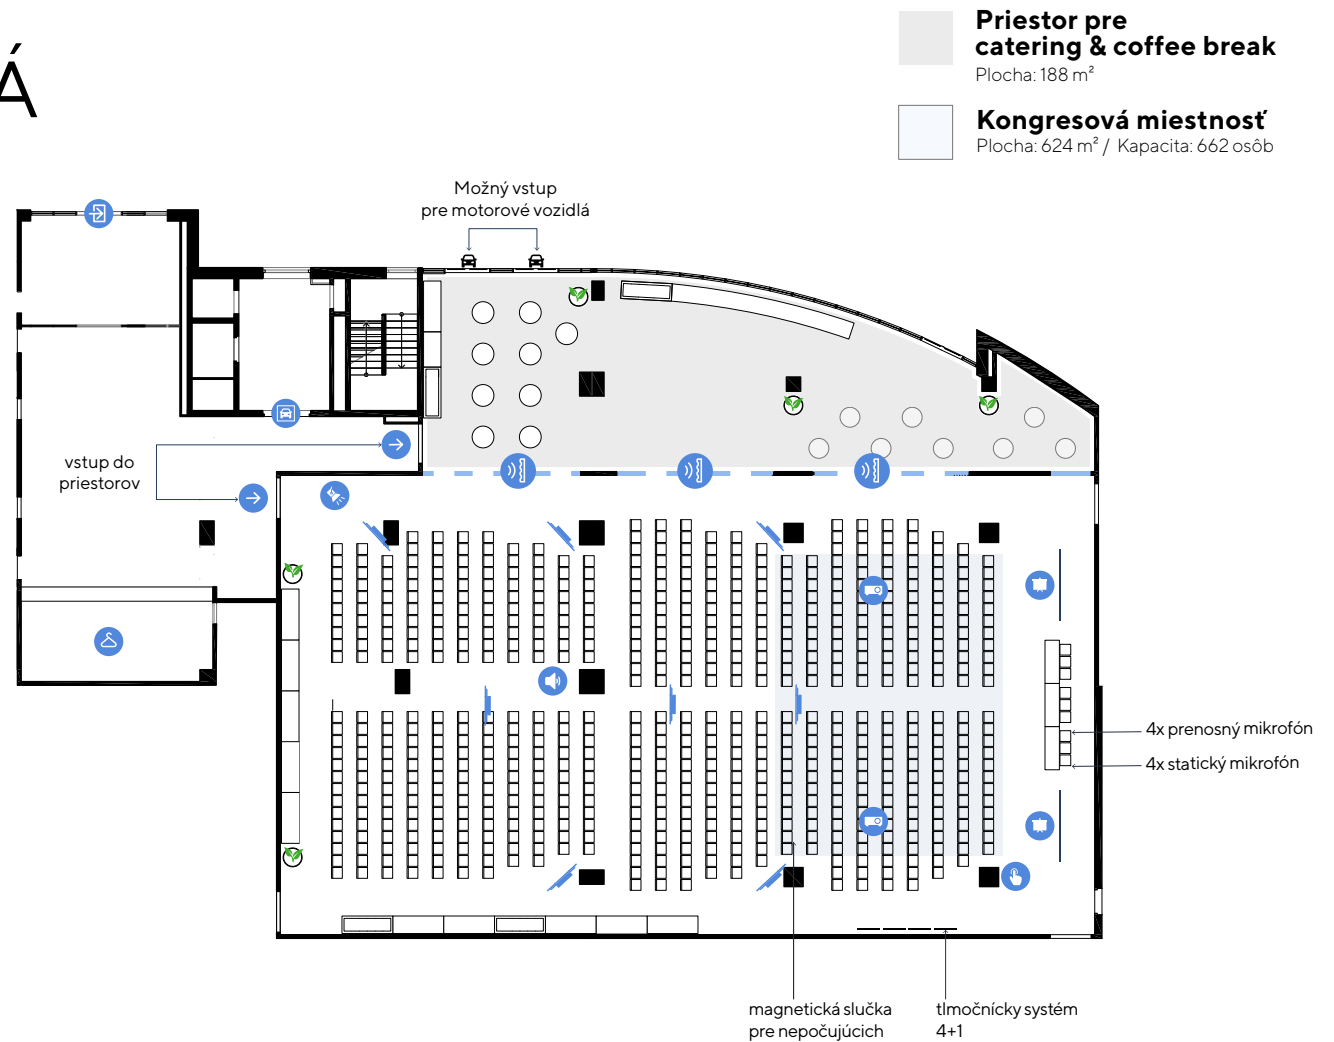 Á
Priestor pre
catering & coffee break
Plocha: 188 m²
Kongresová miestnosť
Plocha: 624 m² / Kapacita: 662 osôb
Možný vstup
pre motorové vozidlá
vstup do
priestorov
4x prenosný mikrofón
4x statický mikrofón
magnetická slučka
pre nepočujúcich
tlmočnícky systém
4+1